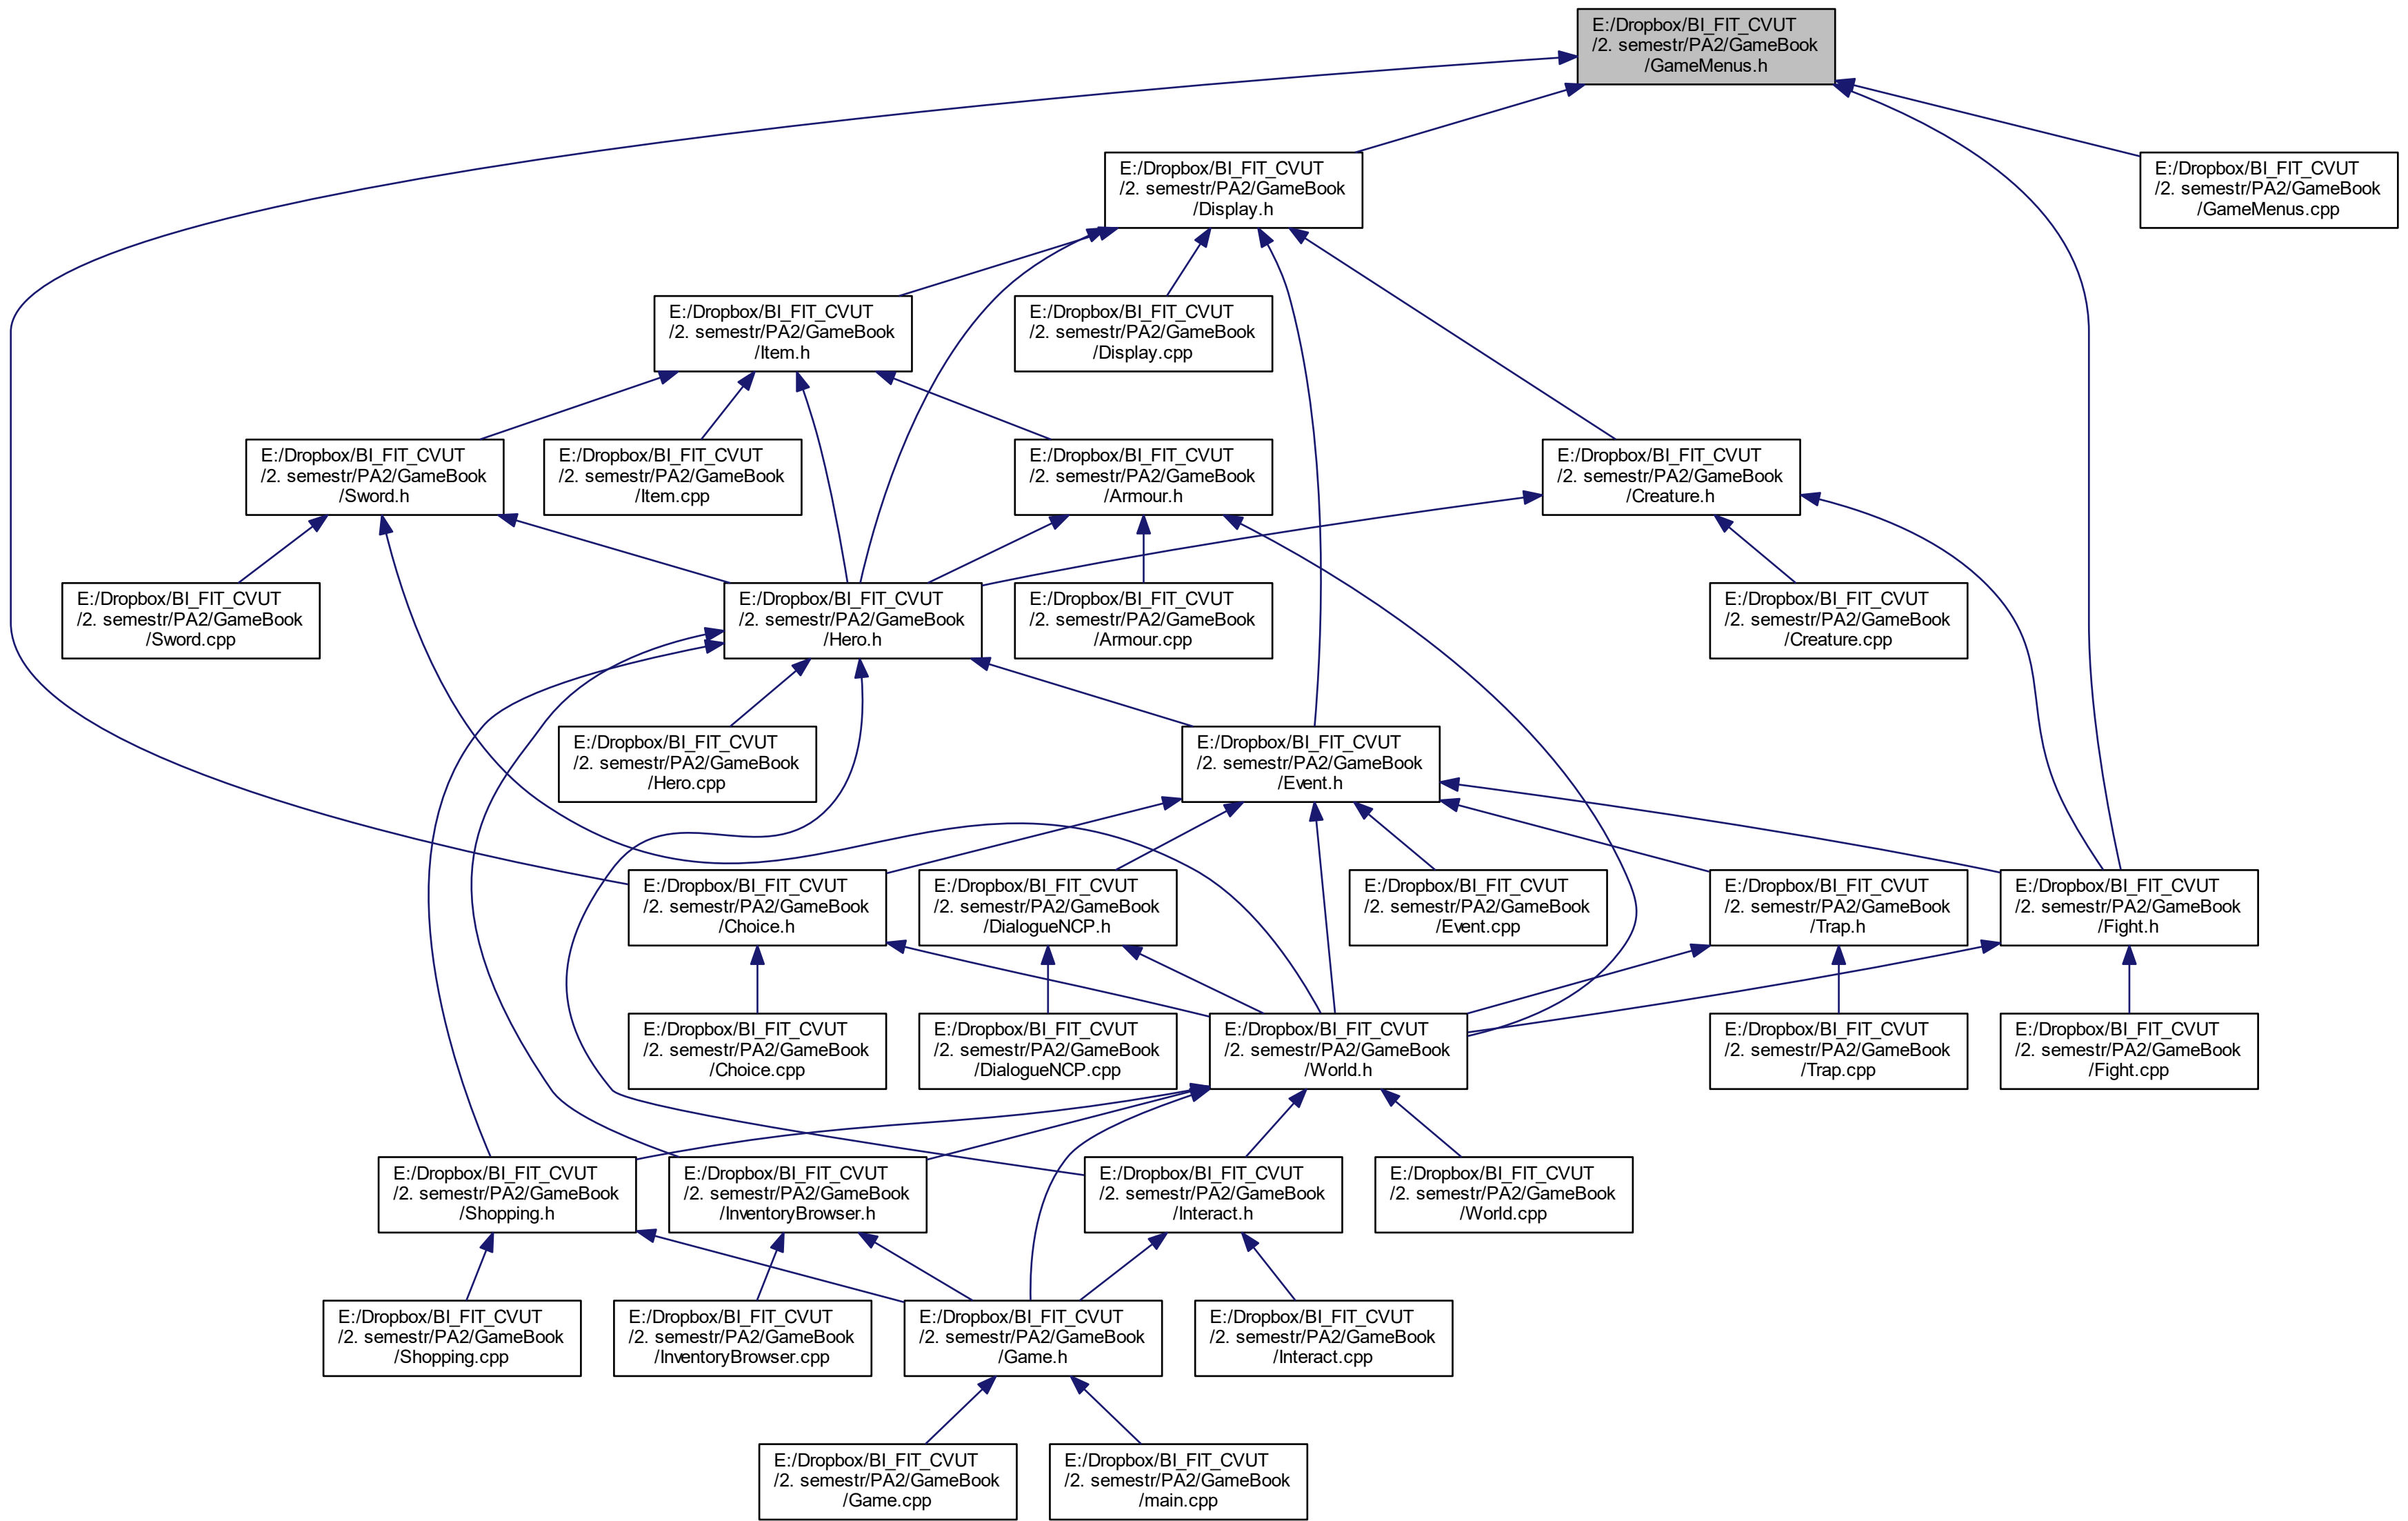 E:/Dropbox/BI_FIT_CVUT
/2. semestr/PA2/GameBook
/GameMenus.h
E:/Dropbox/BI_FIT_CVUT
/2. semestr/PA2/GameBook
/Display.h
E:/Dropbox/BI_FIT_CVUT
/2. semestr/PA2/GameBook
/GameMenus.cpp
E:/Dropbox/BI_FIT_CVUT
/2. semestr/PA2/GameBook
/Item.h
E:/Dropbox/BI_FIT_CVUT
/2. semestr/PA2/GameBook
/Display.cpp
E:/Dropbox/BI_FIT_CVUT
/2. semestr/PA2/GameBook
/Sword.h
E:/Dropbox/BI_FIT_CVUT
/2. semestr/PA2/GameBook
/Item.cpp
E:/Dropbox/BI_FIT_CVUT
/2. semestr/PA2/GameBook
/Armour.h
E:/Dropbox/BI_FIT_CVUT
/2. semestr/PA2/GameBook
/Creature.h
E:/Dropbox/BI_FIT_CVUT
/2. semestr/PA2/GameBook
/Sword.cpp
E:/Dropbox/BI_FIT_CVUT
/2. semestr/PA2/GameBook
/Hero.h
E:/Dropbox/BI_FIT_CVUT
/2. semestr/PA2/GameBook
/Armour.cpp
E:/Dropbox/BI_FIT_CVUT
/2. semestr/PA2/GameBook
/Creature.cpp
E:/Dropbox/BI_FIT_CVUT
/2. semestr/PA2/GameBook
/Hero.cpp
E:/Dropbox/BI_FIT_CVUT
/2. semestr/PA2/GameBook
/Event.h
E:/Dropbox/BI_FIT_CVUT
/2. semestr/PA2/GameBook
/Choice.h
E:/Dropbox/BI_FIT_CVUT
/2. semestr/PA2/GameBook
/DialogueNCP.h
E:/Dropbox/BI_FIT_CVUT
/2. semestr/PA2/GameBook
/Event.cpp
E:/Dropbox/BI_FIT_CVUT
/2. semestr/PA2/GameBook
/Trap.h
E:/Dropbox/BI_FIT_CVUT
/2. semestr/PA2/GameBook
/Fight.h
E:/Dropbox/BI_FIT_CVUT
/2. semestr/PA2/GameBook
/Choice.cpp
E:/Dropbox/BI_FIT_CVUT
/2. semestr/PA2/GameBook
/DialogueNCP.cpp
E:/Dropbox/BI_FIT_CVUT
/2. semestr/PA2/GameBook
/World.h
E:/Dropbox/BI_FIT_CVUT
/2. semestr/PA2/GameBook
/Trap.cpp
E:/Dropbox/BI_FIT_CVUT
/2. semestr/PA2/GameBook
/Fight.cpp
E:/Dropbox/BI_FIT_CVUT
/2. semestr/PA2/GameBook
/Shopping.h
E:/Dropbox/BI_FIT_CVUT
/2. semestr/PA2/GameBook
/InventoryBrowser.h
E:/Dropbox/BI_FIT_CVUT
/2. semestr/PA2/GameBook
/Interact.h
E:/Dropbox/BI_FIT_CVUT
/2. semestr/PA2/GameBook
/World.cpp
E:/Dropbox/BI_FIT_CVUT
/2. semestr/PA2/GameBook
/Shopping.cpp
E:/Dropbox/BI_FIT_CVUT
/2. semestr/PA2/GameBook
/InventoryBrowser.cpp
E:/Dropbox/BI_FIT_CVUT
/2. semestr/PA2/GameBook
/Game.h
E:/Dropbox/BI_FIT_CVUT
/2. semestr/PA2/GameBook
/Interact.cpp
E:/Dropbox/BI_FIT_CVUT
/2. semestr/PA2/GameBook
/Game.cpp
E:/Dropbox/BI_FIT_CVUT
/2. semestr/PA2/GameBook
/main.cpp